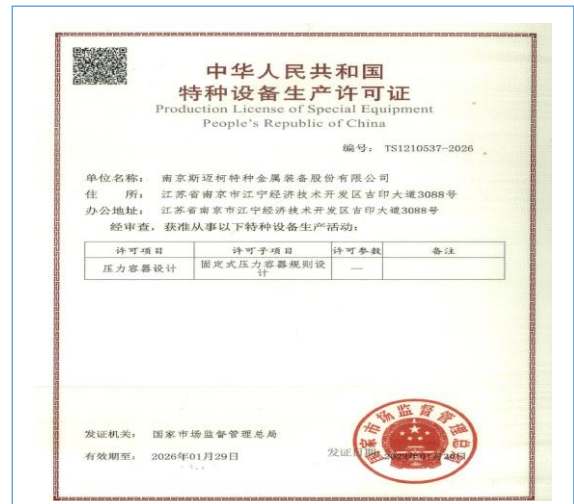 中华人民共和国
特种设备生产许可证
Production License of Special Equipment
People's Republic of China
编号: TS1210537-2026
单位名称: 南京斯迈柯特种金属装备股份有限公司
住 所: 江苏省南京市江宁经济技术开发区吉印大道3088号
办公地址: 江苏省南京市江宁经济技术开发区吉印大道3088号
经审查, 获准从事以下特种设备生产活动:
许可项目 许可子项目 许可参数 备注
压力容器设计 固定式压力容器规则设计 —
发证机关: 国家市场监督管理总局
有效期至: 2026年01月29日
发证日期:
国家市场监督管理总局